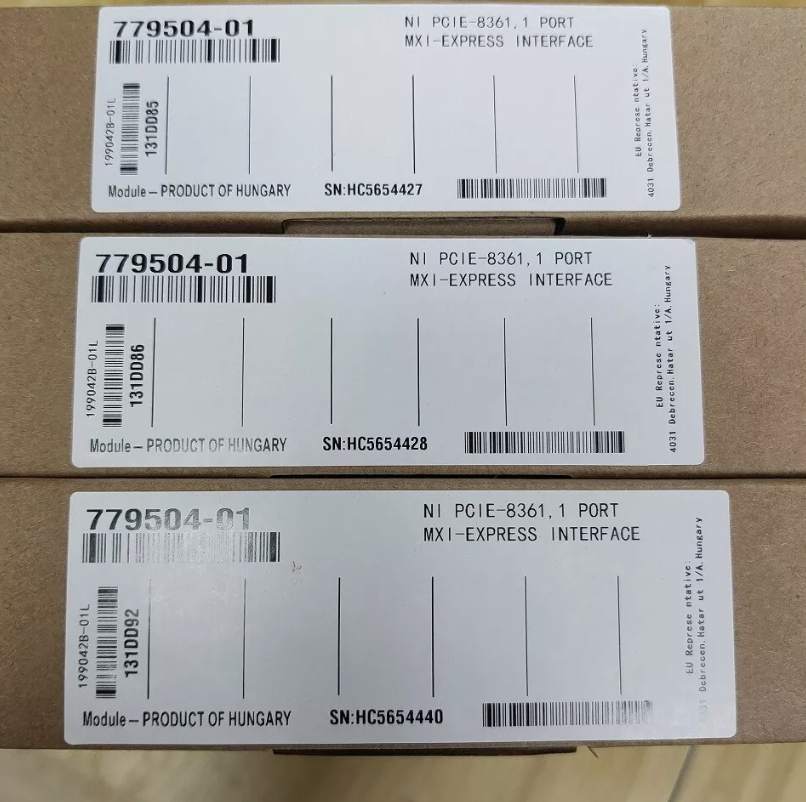 779504-01
NI PCIE-8361,1 PORT
MXI-EXPRESS INTERFACE
199042B-01L
131DD85
Module – PRODUCT OF HUNGARY
SN:HC5654427
EU Represe ntative:
4031 Debrecen.Hatar ut 1/A.Hungary
779504-01
NI PCIE-8361,1 PORT
MXI-EXPRESS INTERFACE
199042B-01L
131DD86
Module – PRODUCT OF HUNGARY
SN:HC5654428
EU Represe ntative:
4031 Debrecen.Hatar ut 1/A.Hungary
779504-01
NI PCIE-8361,1 PORT
MXI-EXPRESS INTERFACE
199042B-01L
131DD92
Module – PRODUCT OF HUNGARY
SN:HC5654440
EU Represe ntative:
4031 Debrecen.Hatar ut 1/A.Hungary